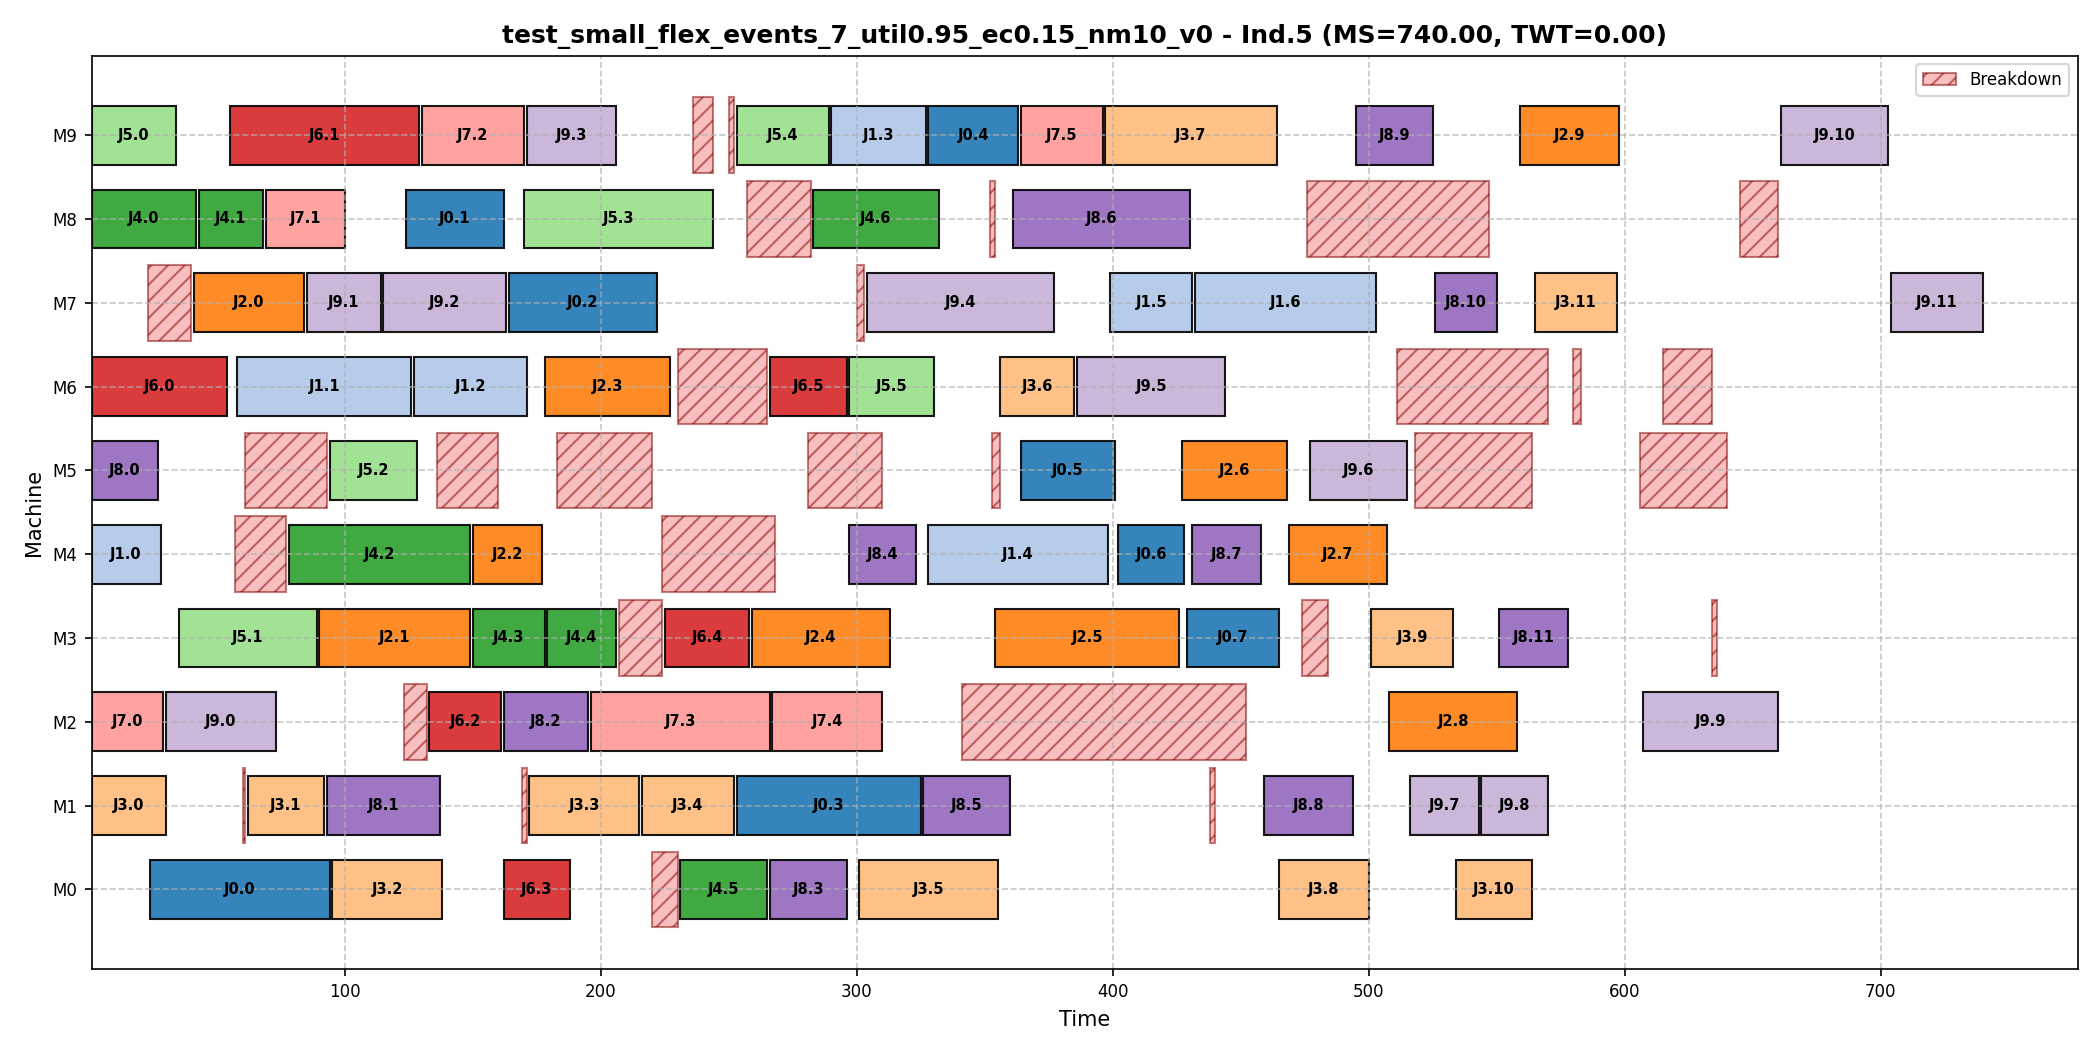 test_small_flex_events_7_util0.95_ec0.15_nm10_v0 - Ind.5 (MS=740.00, TWT=0.00)
Breakdown
M9 J5.0 J6.1 J7.2 J9.3 J5.4 J1.3 J0.4 J7.5 J3.7 J8.9 J2.9 J9.10
M8 J4.0 J4.1 J7.1 J0.1 J5.3 J4.6 J8.6
M7 J2.0 J9.1 J9.2 J0.2 J9.4 J1.5 J1.6 J8.10 J3.11 J9.11
M6 J6.0 J1.1 J1.2 J2.3 J6.5 J5.5 J3.6 J9.5
M5 J8.0 J5.2 J0.5 J2.6 J9.6
M4 J1.0 J4.2 J2.2 J8.4 J1.4 J0.6 J8.7 J2.7
M3 J5.1 J2.1 J4.3 J4.4 J6.4 J2.4 J2.5 J0.7 J3.9 J8.11
M2 J7.0 J9.0 J6.2 J8.2 J7.3 J7.4 J2.8 J9.9
M1 J3.0 J3.1 J8.1 J3.3 J3.4 J0.3 J8.5 J8.8 J9.7 J9.8
M0 J0.0 J3.2 J6.3 J4.5 J8.3 J3.5 J3.8 J3.10
Machine
100 200 300 400 500 600 700
Time